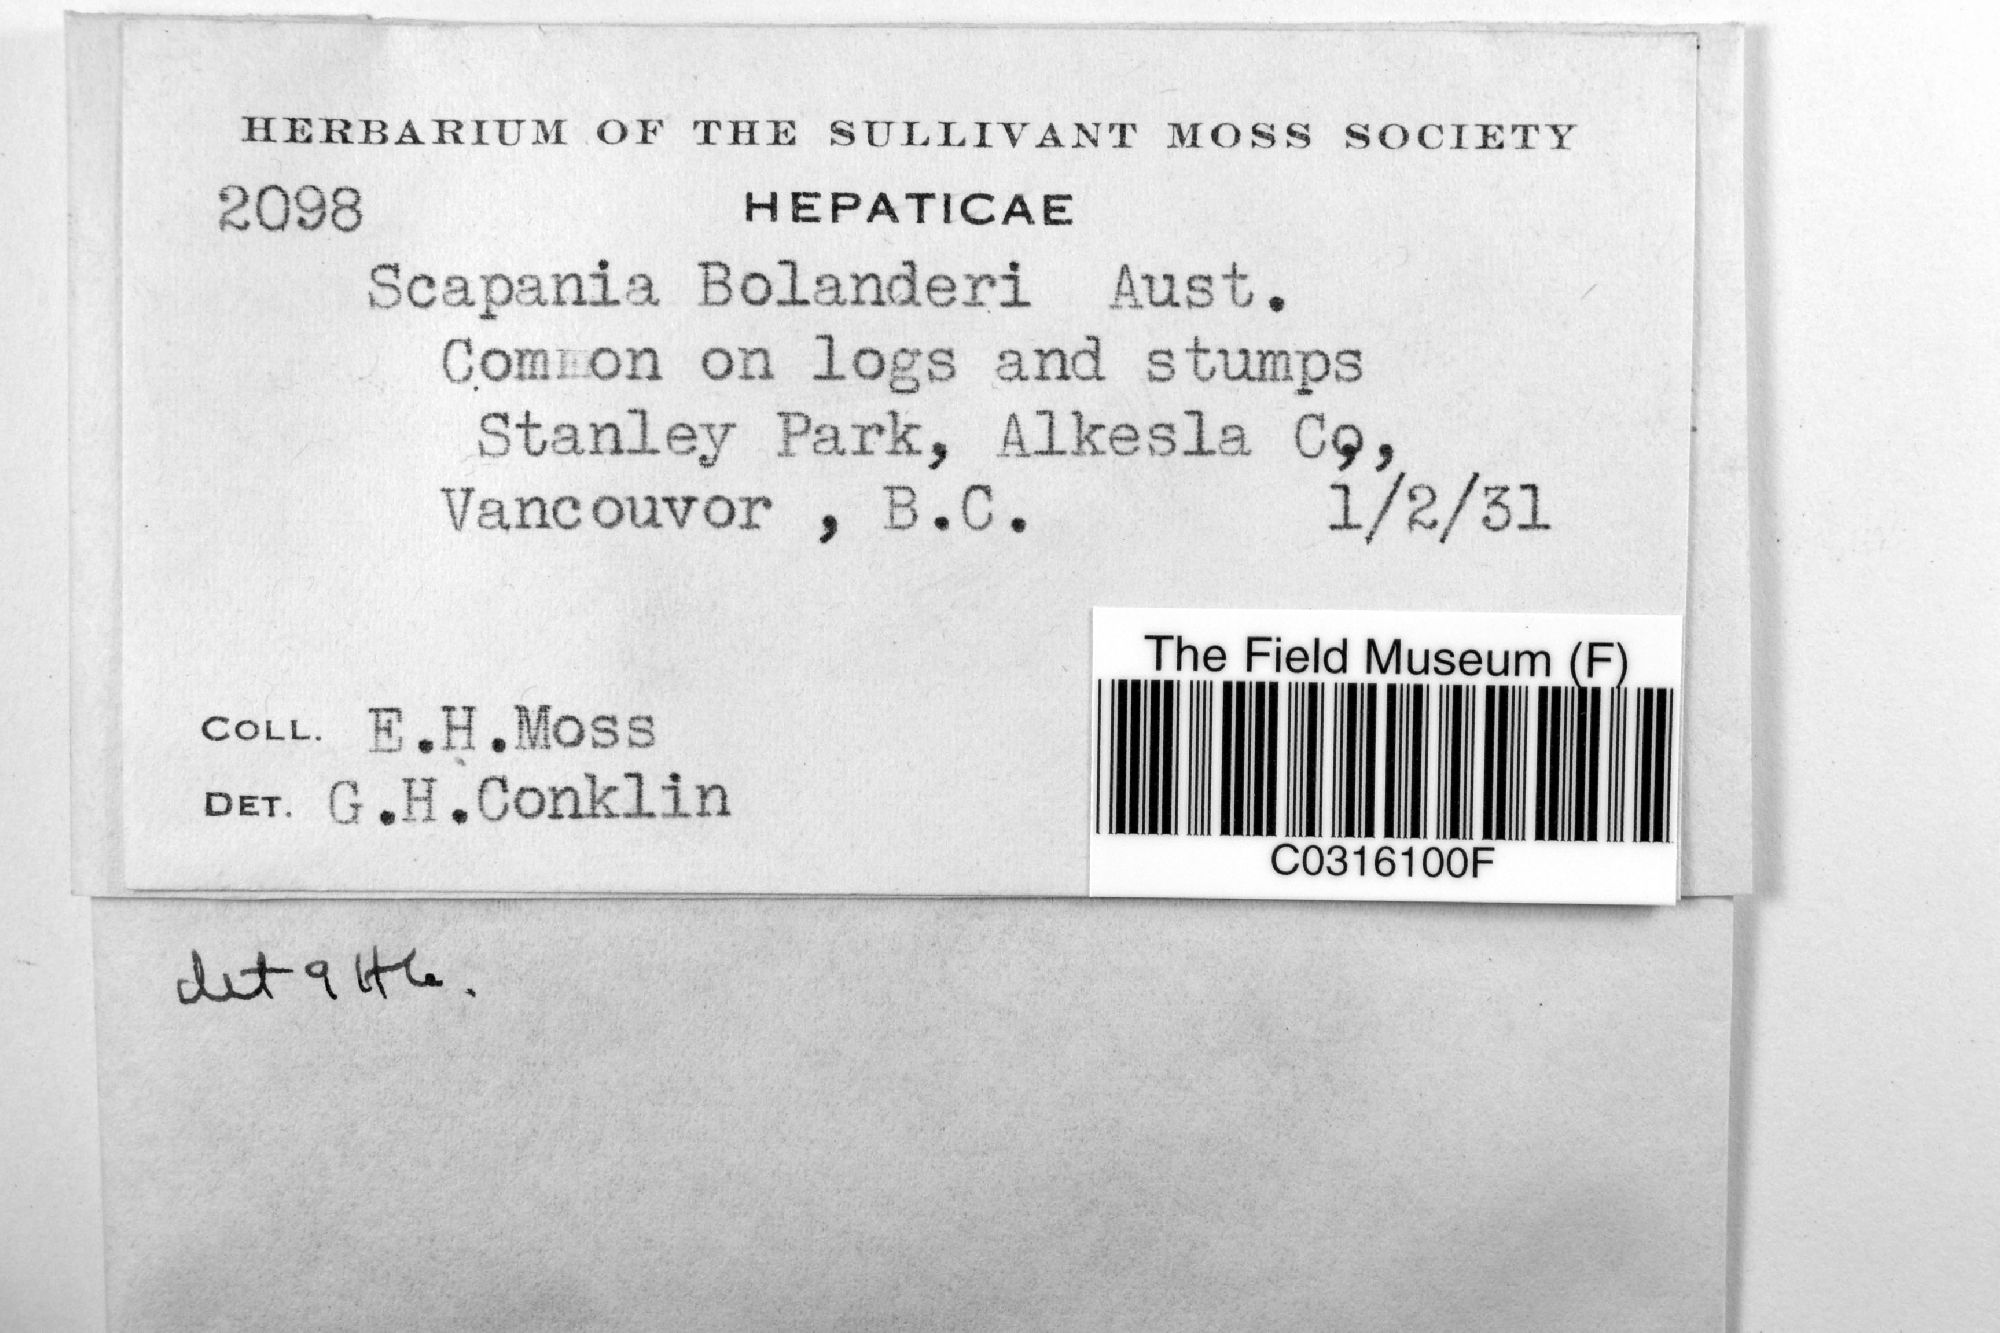 HERBARIUM OF THE SULLIVANT MOSS SOCIETY
2098 HEPATICAE
Scapania Bolanderi Aust.
Common on logs and stumps
Stanley Park, Alkesla Co,,
Vancouvor , B.C. 1/2/31
COLL. E.H.Moss
DET. G.H.Conklin
The Field Museum (F)
C0316100F
det